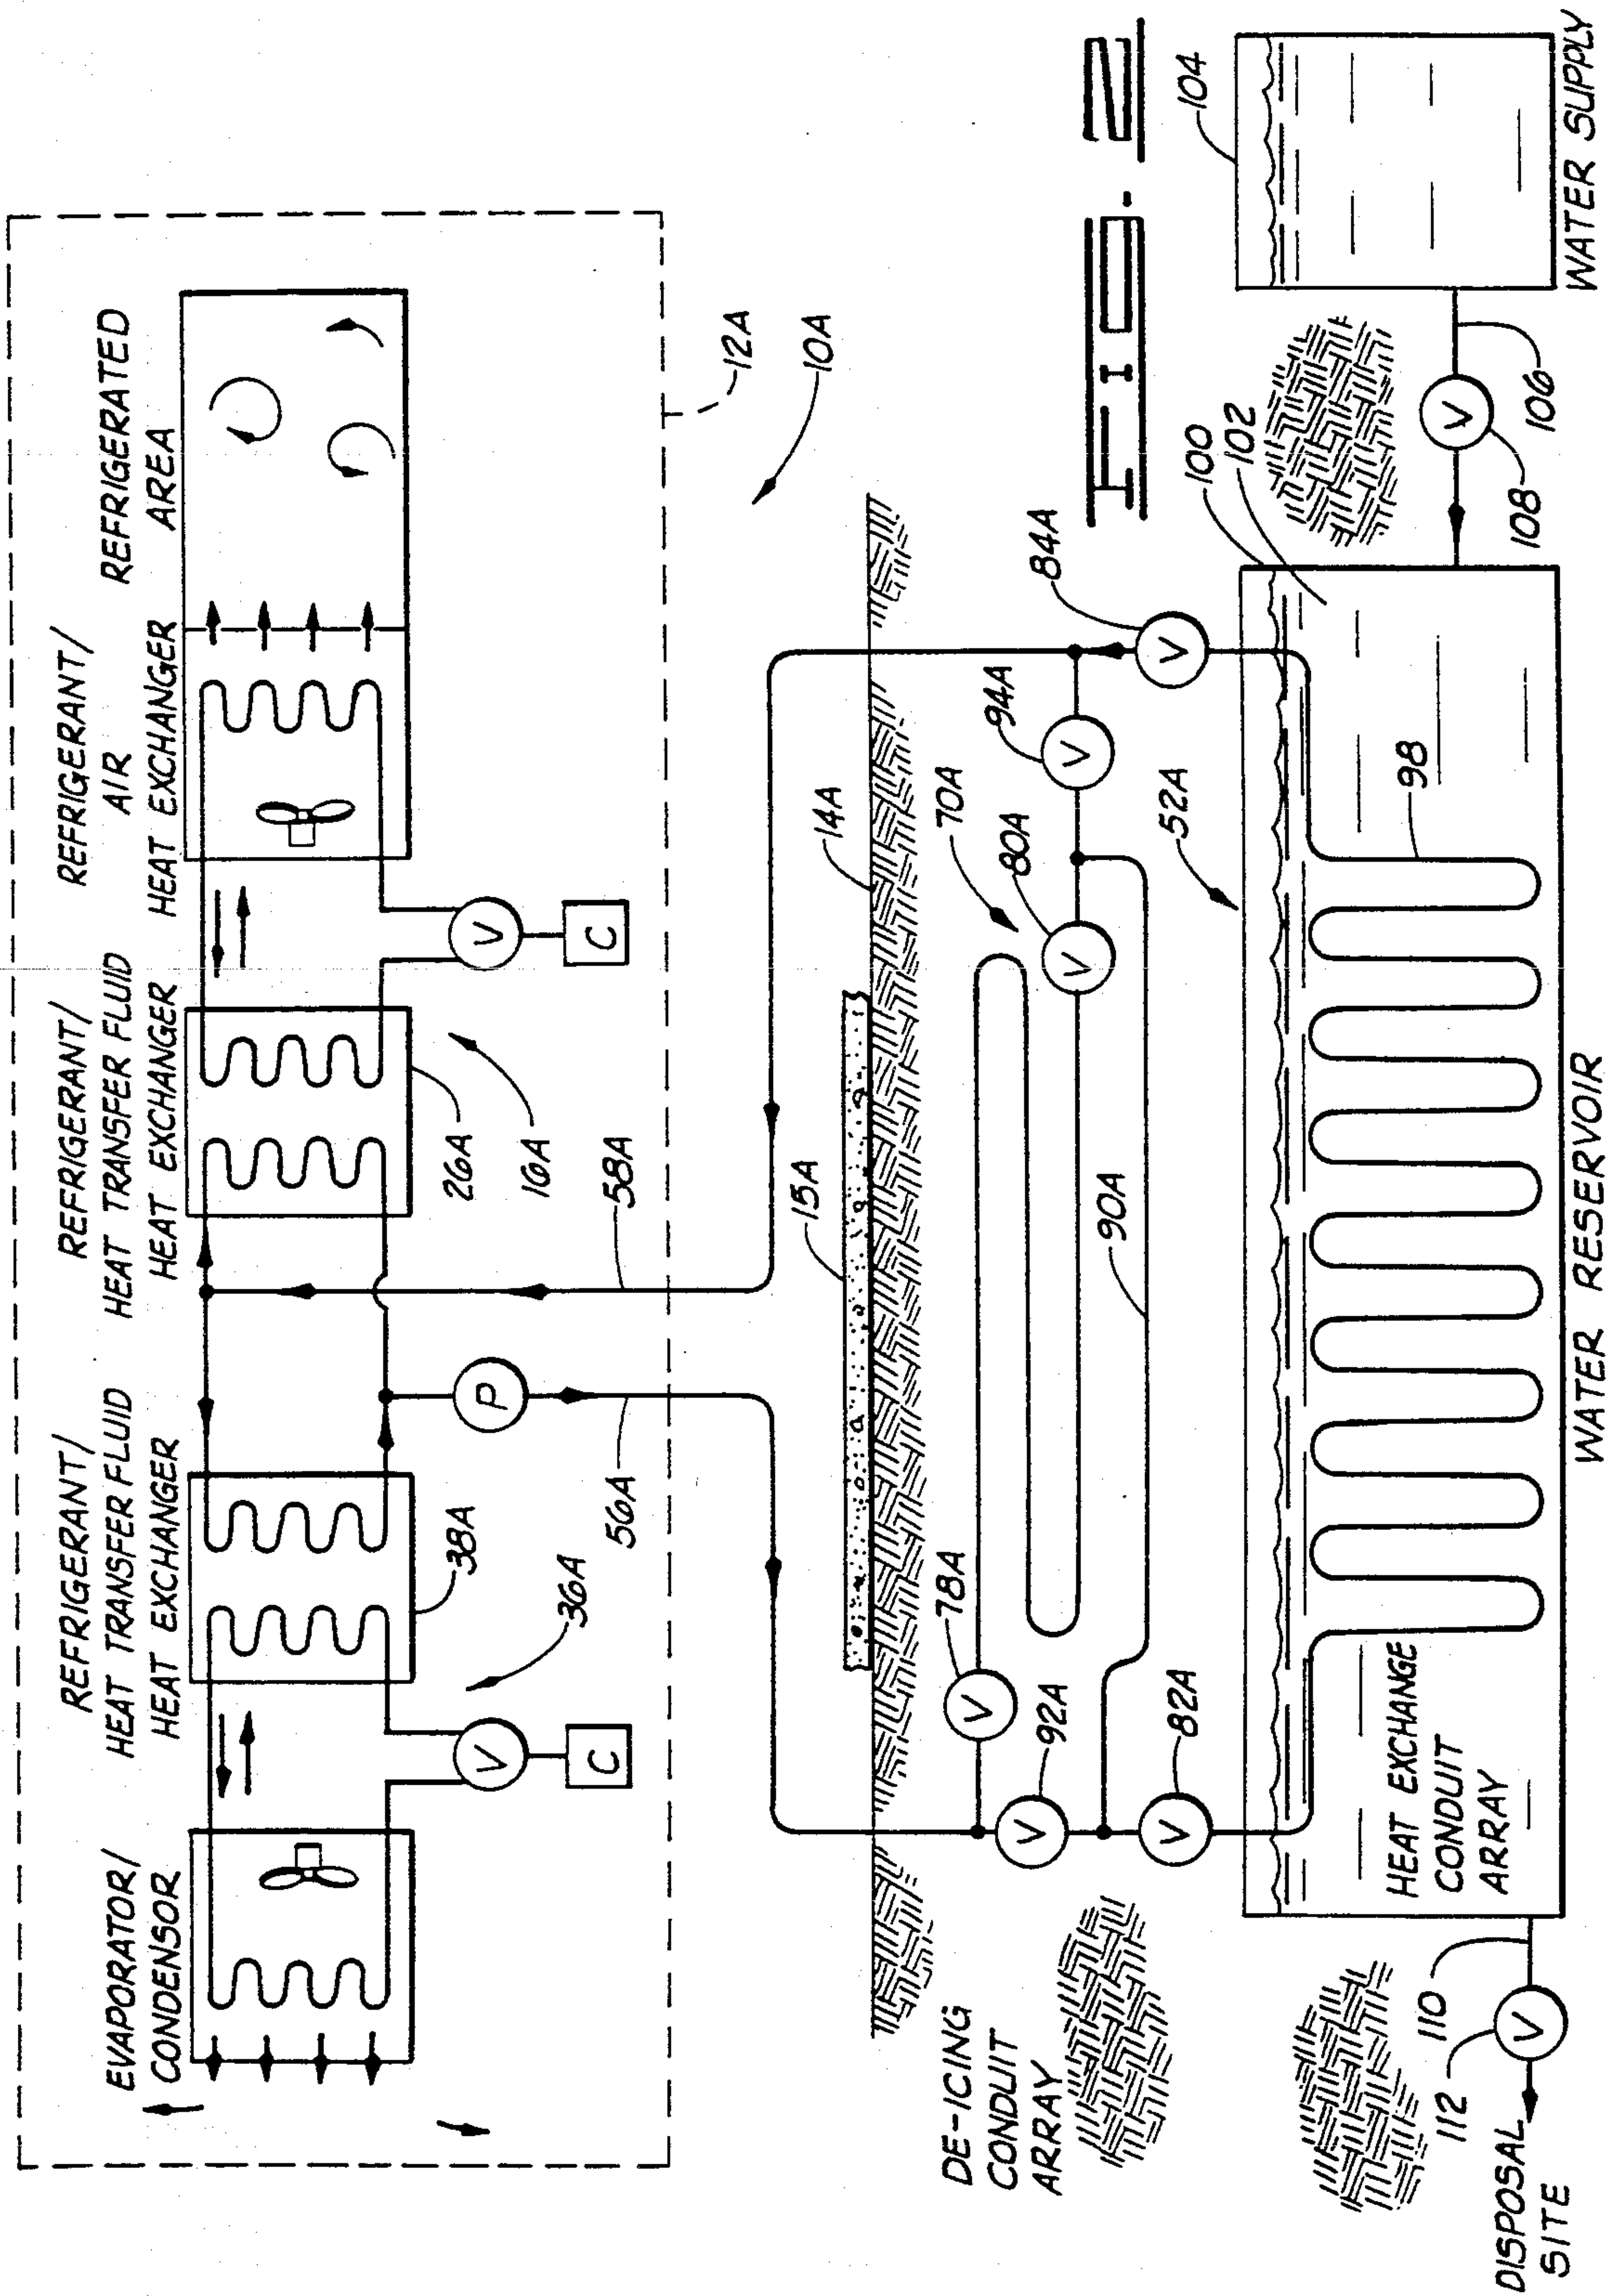 EVAPORATOR/
CONDENSOR
REFRIGERANT/
HEAT TRANSFER FLUID
HEAT EXCHANGER
REFRIGERANT/
HEAT TRANSFER FLUID
HEAT EXCHANGER
REFRIGERANT/
AIR
HEAT EXCHANGER
REFRIGERATED
AREA
V
C
36A
38A
P
56A
58A
26A
16A
V
C
12A
10A
15A
14A
DE-ICING
CONDUIT
ARRAY
78A
V
92A
V
82A
V
90A
70A
80A
V
94A
V
84A
V
52A
FIG. 2
100
102
104
106
108
V
98
HEAT EXCHANGE
CONDUIT
ARRAY
110
112
V
DISPOSAL
SITE
WATER RESERVOIR
WATER SUPPLY